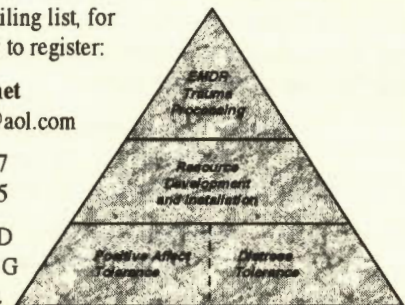 iling list, for
to register:
net
@aol.com
7
5
D
G
EMDR
Trauma
Processing
Resource
Development
and Installation
Positive Affect
Tolerance
Distress
Tolerance